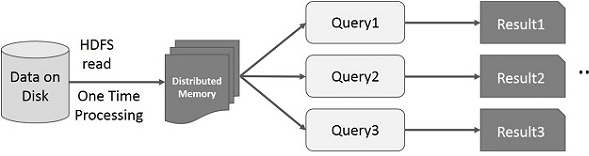 HDFS
read
Data on
Disk
One Time
Processing
Distributed
Memory
Query1
Result1
Query2
Result2
..
Query3
Result3